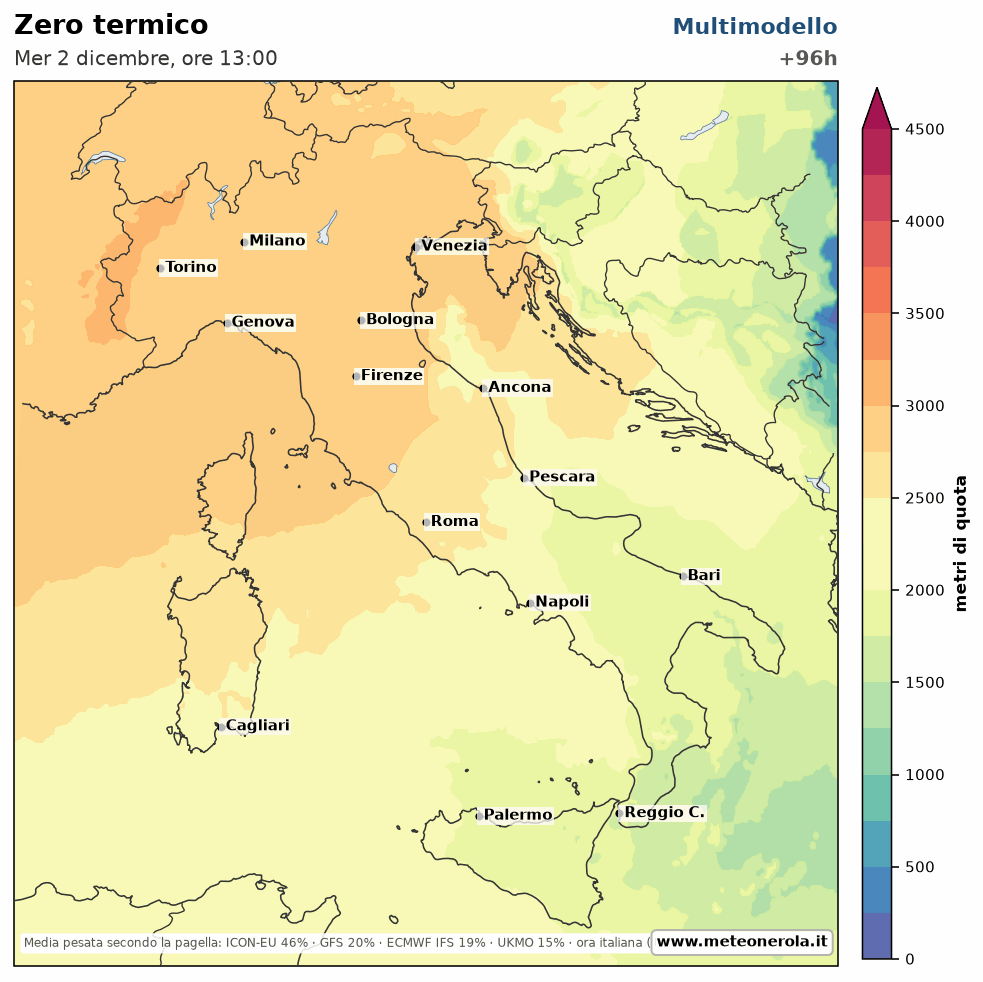 Zero termico
Multimodello
Mer 2 dicembre, ore 13:00
+96h
4500
4000
3500
3000
2500
2000
1500
1000
500
0
metri di quota
Milano
Venezia
Torino
Genova
Bologna
Firenze
Ancona
Pescara
Roma
Bari
Napoli
Cagliari
Palermo
Reggio C.
Media pesata secondo la pagella: ICON-EU 46% · GFS 20% · ECMWF IFS 19% · UKMO 15% · ora italiana (
www.meteonerola.it